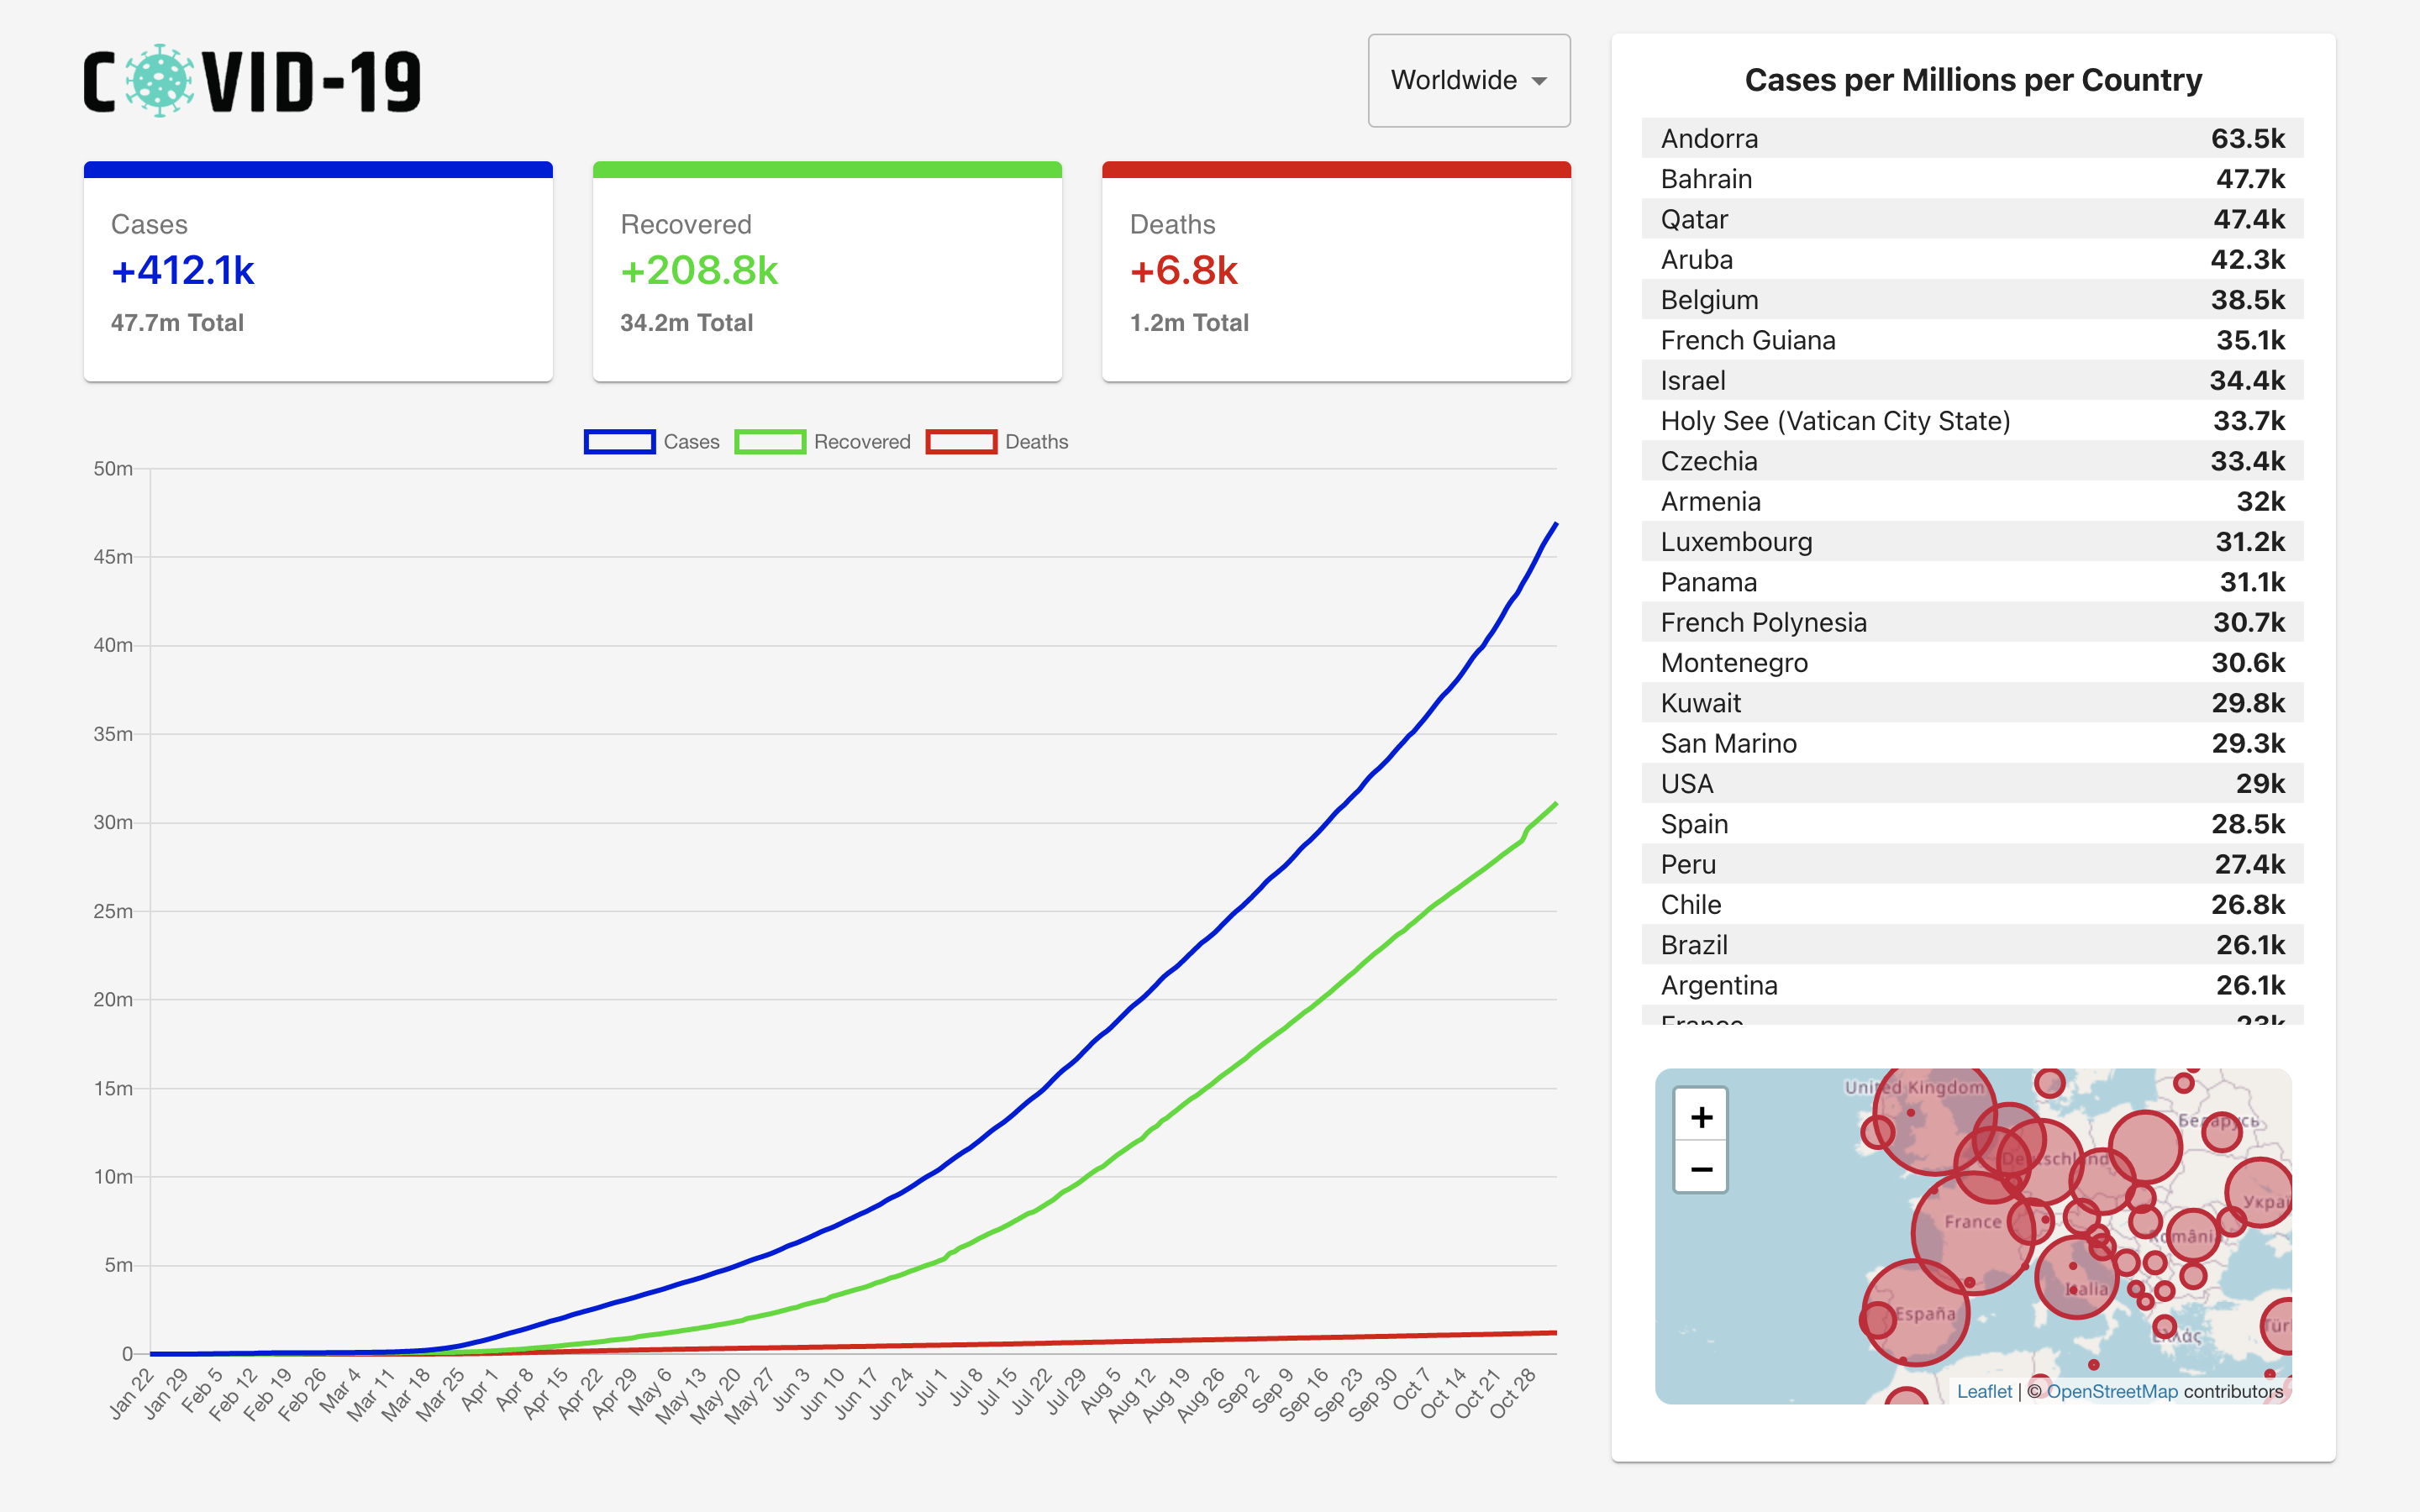 COVID-19
Worldwide
Cases
+412.1k
47.7m Total
Recovered
+208.8k
34.2m Total
Deaths
+6.8k
1.2m Total
Cases Recovered Deaths
50m
45m
40m
35m
30m
25m
20m
15m
10m
5m
0
Jan 22 Jan 29 Feb 5 Feb 12 Feb 19 Feb 26 Mar 4 Mar 11 Mar 18 Mar 25 Apr 1 Apr 8 Apr 15 Apr 22 Apr 29 May 6 May 13 May 20 May 27 Jun 3 Jun 10 Jun 17 Jun 24 Jul 1 Jul 8 Jul 15 Jul 22 Jul 29 Aug 5 Aug 12 Aug 19 Aug 26 Sep 2 Sep 9 Sep 16 Sep 23 Sep 30 Oct 7 Oct 14 Oct 21 Oct 28
Cases per Millions per Country
Andorra 63.5k
Bahrain 47.7k
Qatar 47.4k
Aruba 42.3k
Belgium 38.5k
French Guiana 35.1k
Israel 34.4k
Holy See (Vatican City State) 33.7k
Czechia 33.4k
Armenia 32k
Luxembourg 31.2k
Panama 31.1k
French Polynesia 30.7k
Montenegro 30.6k
Kuwait 29.8k
San Marino 29.3k
USA 29k
Spain 28.5k
Peru 27.4k
Chile 26.8k
Brazil 26.1k
Argentina 26.1k
France 23k
+
−
United Kingdom
Беларусь
Deutschland
Украї
France
România
Italia
España
Ελλάς
Tür
Leaflet | © OpenStreetMap contributors